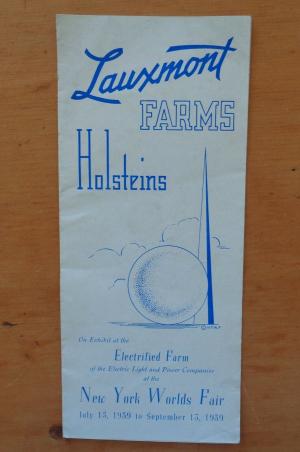 Lauxmont
FARMS
Holsteins
On Exhibit at the
Electrified Farm
of the Electric Light and Power Companies
at the
New York Worlds Fair
July 15, 1939 to September 15, 1939